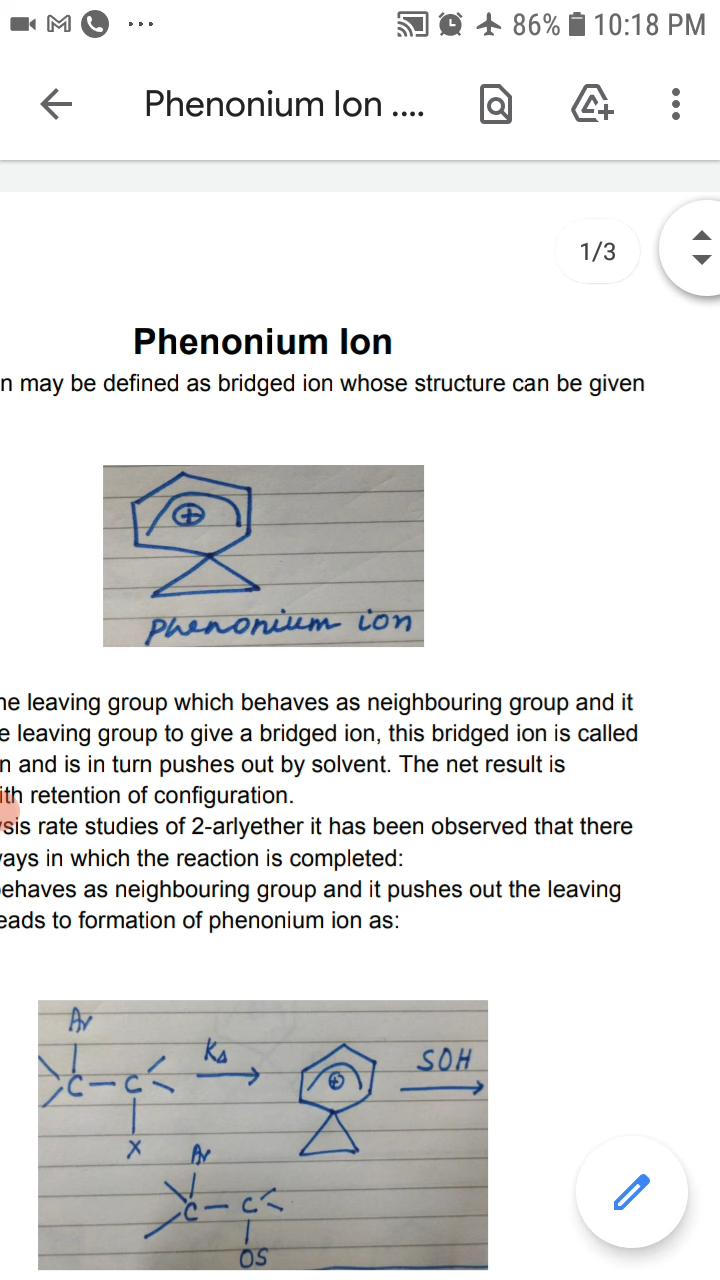 86% 10:18 PM
Phenonium Ion ....
1/3
Phenonium Ion
n may be defined as bridged ion whose structure can be given
phenonium ion
he leaving group which behaves as neighbouring group and it
e leaving group to give a bridged ion, this bridged ion is called
n and is in turn pushes out by solvent. The net result is
ith retention of configuration.
sis rate studies of 2-arlyether it has been observed that there
ays in which the reaction is completed:
ehaves as neighbouring group and it pushes out the leaving
eads to formation of phenonium ion as:
Ar
C - C KΔ SOH
X
Ar
C - C
OS